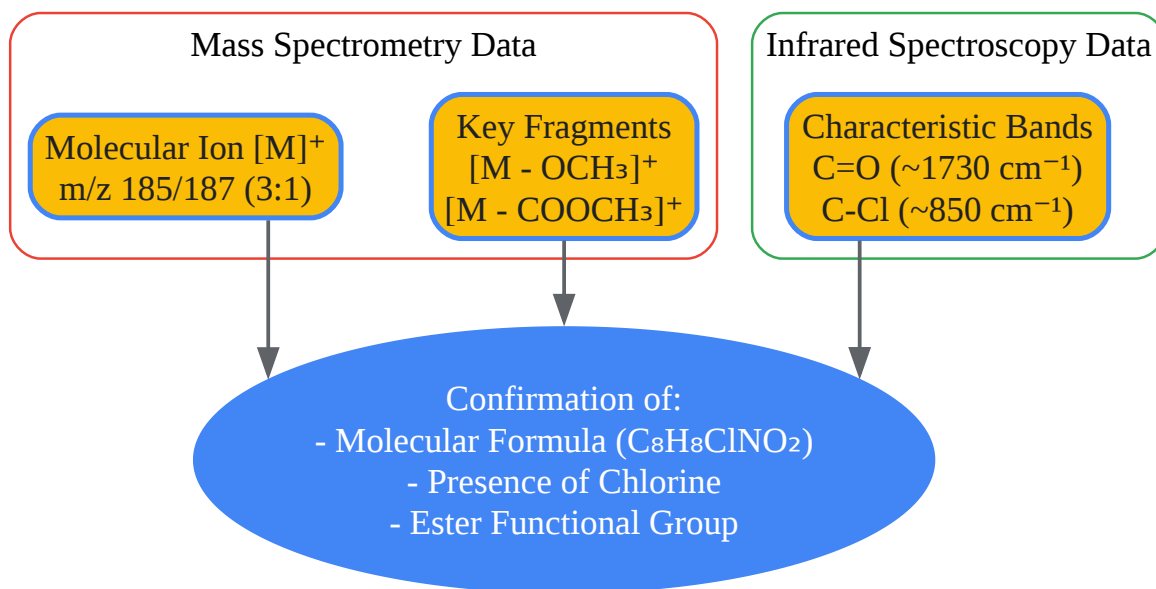 Mass Spectrometry Data
Molecular Ion [M]⁺
m/z 185/187 (3:1)
Key Fragments
[M - OCH₃]⁺
[M - COOCH₃]⁺
Infrared Spectroscopy Data
Characteristic Bands
C=O (~1730 cm⁻¹)
C-Cl (~850 cm⁻¹)
Confirmation of:
- Molecular Formula (C₈H₈ClNO₂)
- Presence of Chlorine
- Ester Functional Group